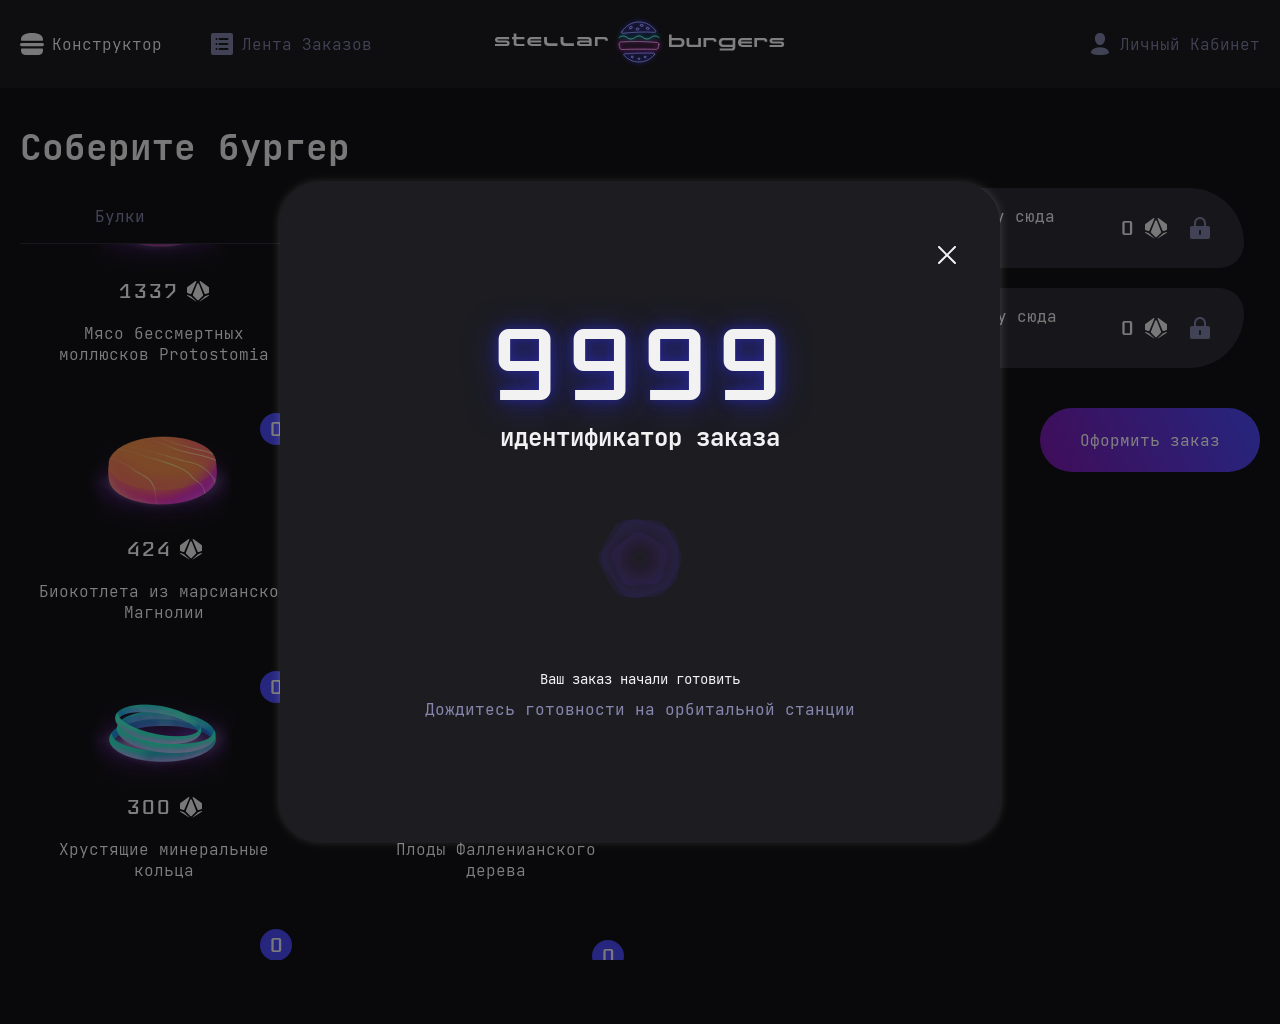 Конструктор
Лента Заказов
stellar burgers
Личный Кабинет
Соберите бургер
Булки
у сюда
0
1337
Мясо бессмертных
моллюсков Protostomia
у сюда
0
0
Оформить заказ
9999
идентификатор заказа
424
Биокотлета из марсианско
Магнолии
0
Ваш заказ начали готовить
Дождитесь готовности на орбитальной станции
300
Хрустящие минеральные
кольца
Плоды Фалленианского
дерева
0
0